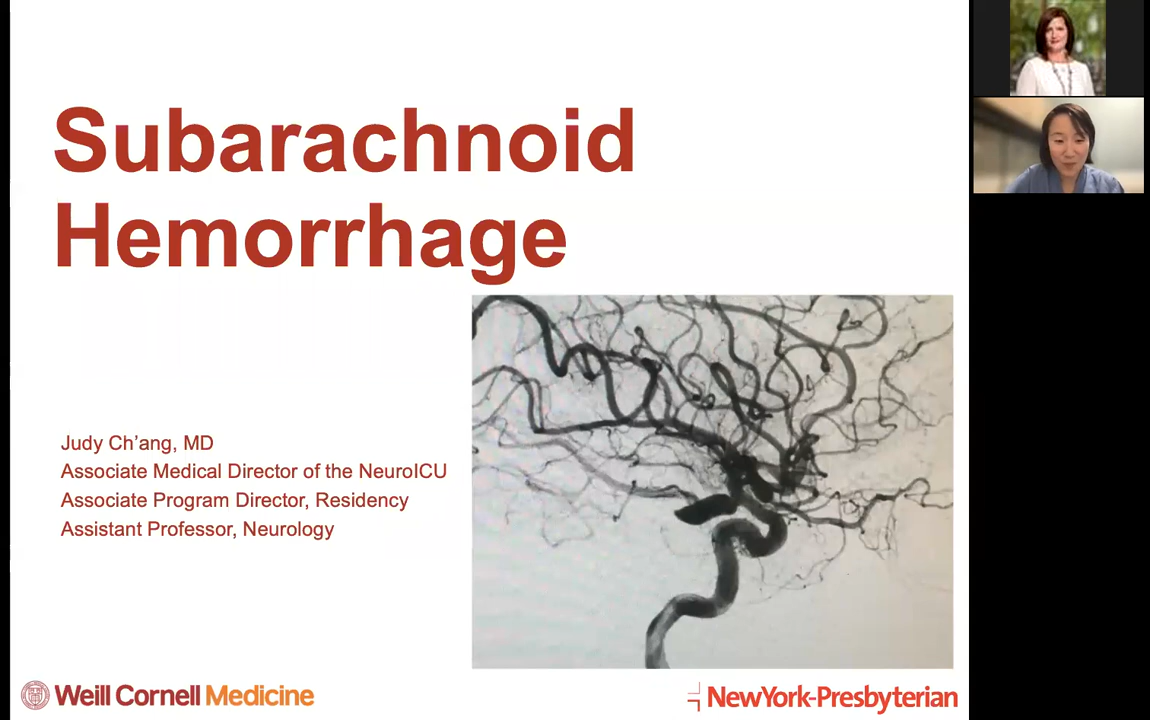 Subarachnoid
Hemorrhage
Judy Ch’ang, MD
Associate Medical Director of the NeuroICU
Associate Program Director, Residency
Assistant Professor, Neurology
Weill Cornell Medicine
NewYork-Presbyterian